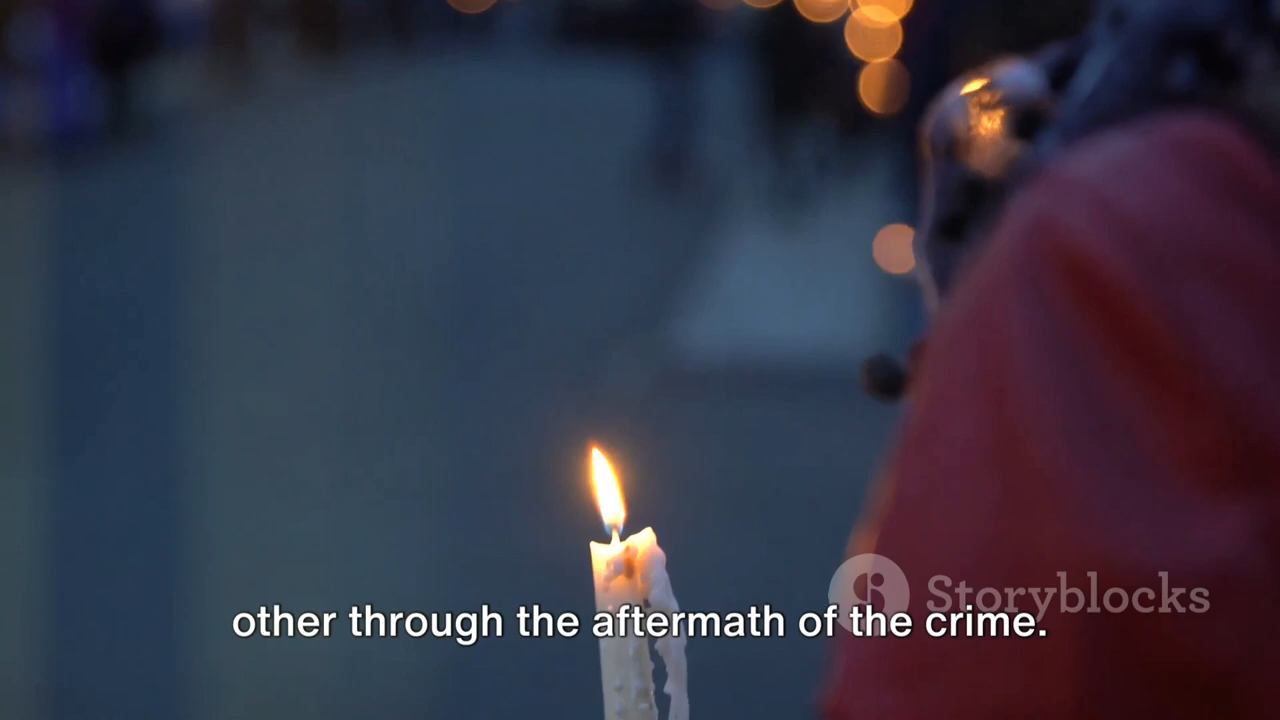 Storyblocks
other through the aftermath of the crime.